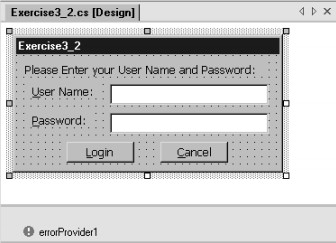 Exercise3_2.cs [Design]
Exercise3_2
Please Enter your User Name and Password:
User Name:
Password:
Login Cancel
errorProvider1